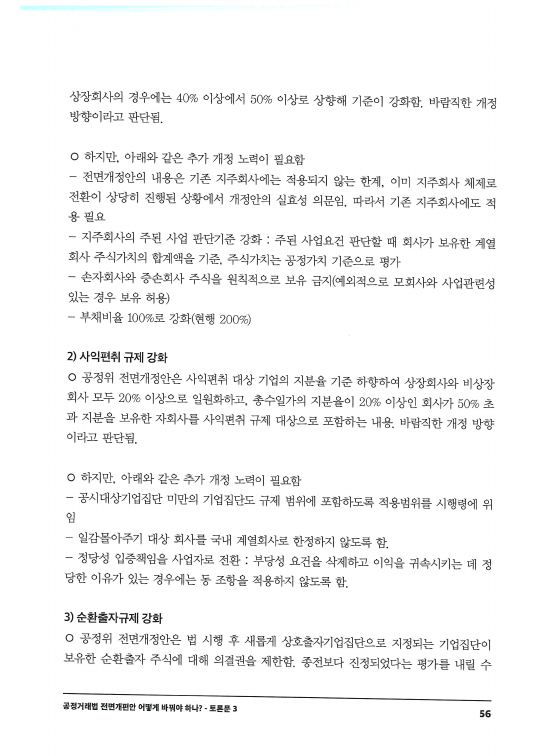 상장회사의 경우에는 40% 이상에서 50% 이상로 상향해 기준이 강화함. 바람직한 개정
방향이라고 판단됨.
○ 하지만, 아래와 같은 추가 개정 노력이 필요함
- 전면개정안의 내용은 기존 지주회사에는 적용되지 않는 한계, 이미 지주회사 체제로
전환이 상당히 진행된 상황에서 개정안의 실효성 의문임. 따라서 기존 지주회사에도 적
용 필요
- 지주회사의 주된 사업 판단기준 강화 : 주된 사업요건 판단할 때 회사가 보유한 계열
회사 주식가치의 합계액을 기준, 주식가치는 공정가치 기준으로 평가
- 손자회사와 증손회사 주식을 원칙적으로 보유 금지(예외적으로 모회사와 사업관련성
있는 경우 보유 허용)
- 부채비율 100%로 강화(현행 200%)
2) 사익편취 규제 강화
○ 공정위 전면개정안은 사익편취 대상 기업의 지분율 기준 하향하여 상장회사와 비상장
회사 모두 20% 이상으로 일원화하고, 총수일가의 지분율이 20% 이상인 회사가 50% 초
과 지분을 보유한 자회사를 사익편취 규제 대상으로 포함하는 내용. 바람직한 개정 방향
이라고 판단됨.
○ 하지만, 아래와 같은 추가 개정 노력이 필요함
- 공시대상기업집단 미만의 기업집단도 규제 범위에 포함하도록 적용범위를 시행령에 위
임
- 일감몰아주기 대상 회사를 국내 계열회사로 한정하지 않도록 함.
- 정당성 입증책임을 사업자로 전환 : 부당성 요건을 삭제하고 이익을 귀속시키는 데 정
당한 이유가 있는 경우에는 동 조항을 적용하지 않도록 함.
3) 순환출자규제 강화
○ 공정위 전면개정안은 법 시행 후 새롭게 상호출자기업집단으로 지정되는 기업집단이
보유한 순환출자 주식에 대해 의결권을 제한함. 종전보다 진정되었다는 평가를 내릴 수
공정거래법 전면개편안 어떻게 바꿔야 하나? - 토론문 3
56